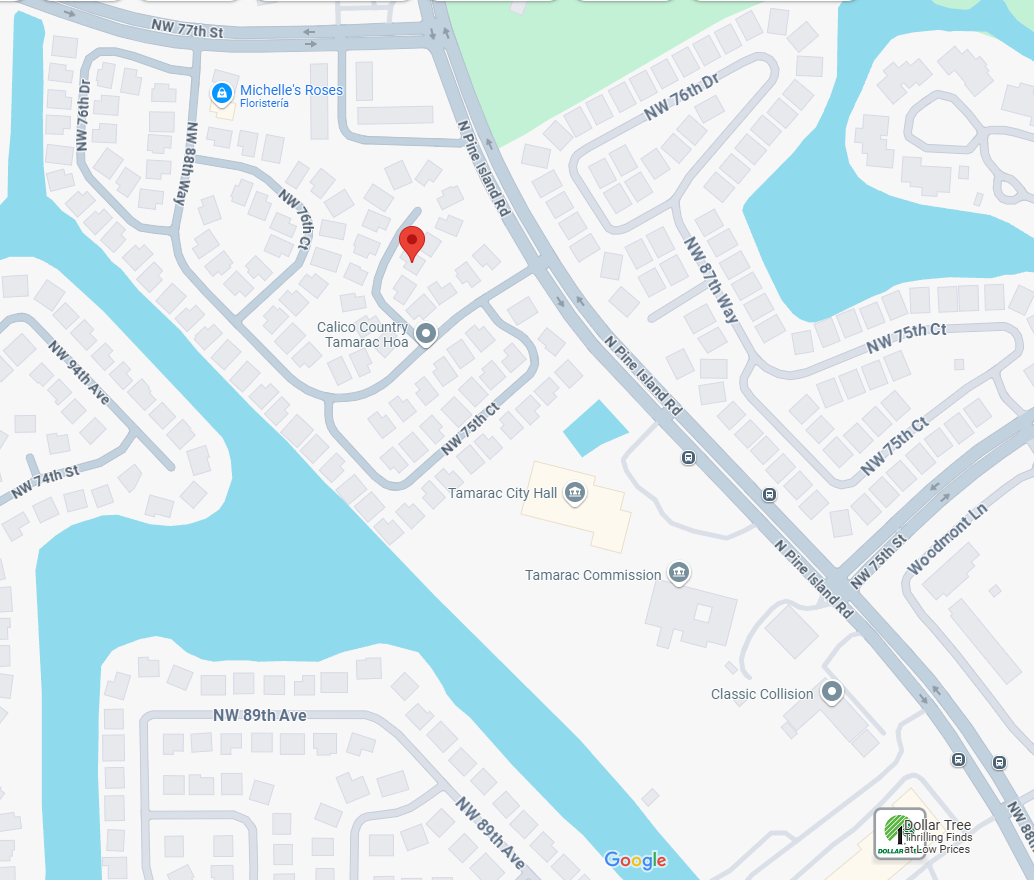 NW 77th St
Michelle's Roses
Floristería
NW 76th Dr
NW 76th Dr
NW 88th Way
N Pine Island Rd
NW 76th Ct
NW 87th Way
Calico Country
Tamarac Hoa
NW 75th Ct
N Pine Island Rd
NW 94th Ave
NW 75th Ct
NW 75th Ct
NW 74th St
Tamarac City Hall
Woodmont Ln
NW 75th St
Tamarac Commission
N Pine Island Rd
Classic Collision
NW 89th Ave
NW 89th Ave
NW 88th
Dollar Tree
Thrilling Finds
at Low Prices
DOLLAR
Google